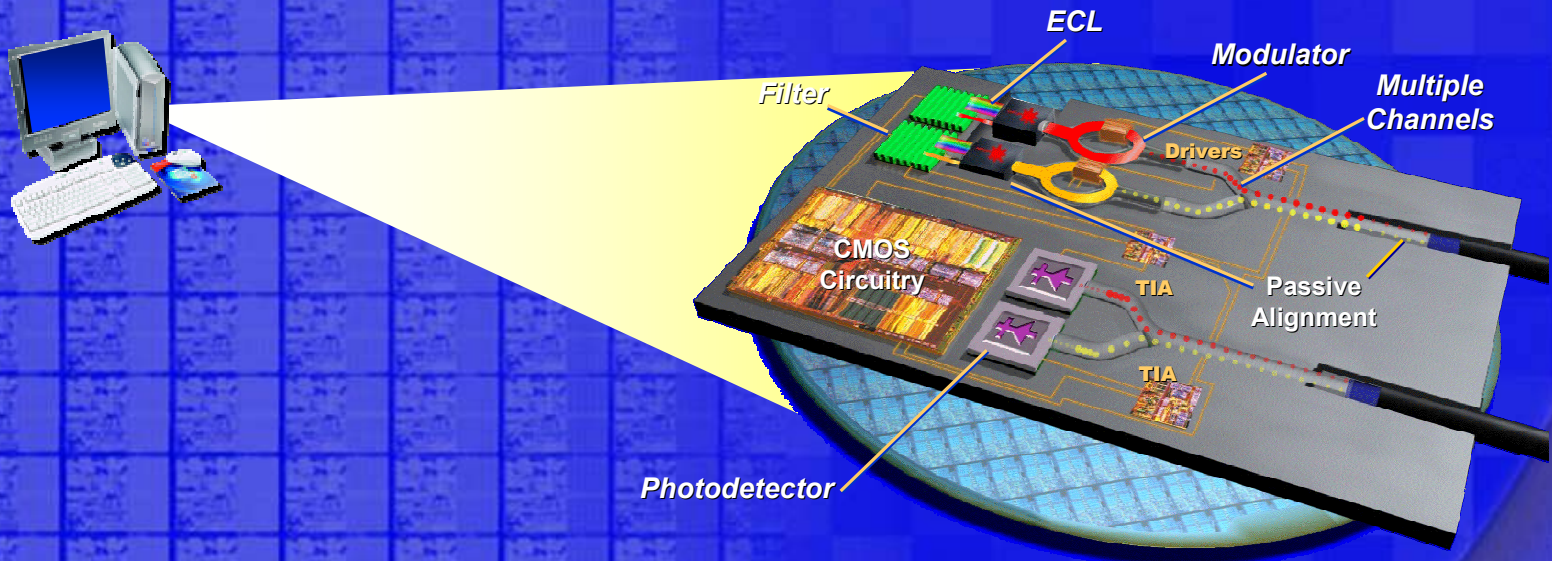 ECL
Modulator
Multiple
Channels
Filter
Drivers
CMOS
Circuitry
TIA
Passive
Alignment
TIA
Photodetector